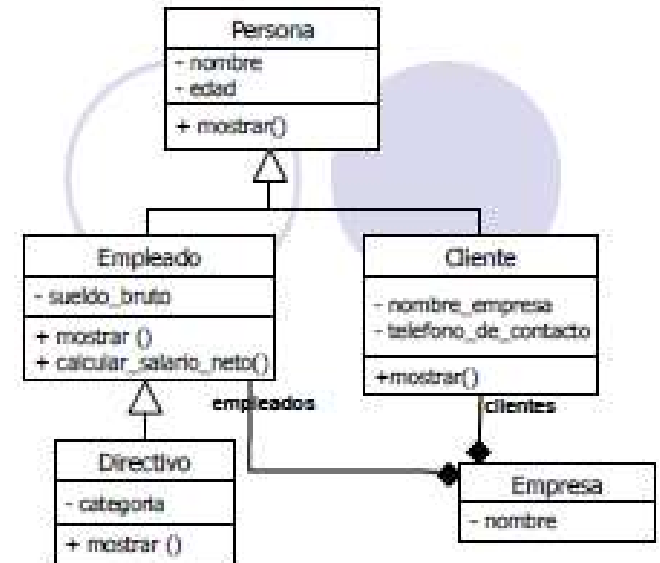 Persona
- nombre
- edad
+ mostrar()
Empleado
- sueldo_bruto
+ mostrar ()
+ calcular_salario_neto()
Cliente
- nombre_empresa
- telefono_de_contacto
+mostrar()
empleados
clientes
Directivo
- categoria
+ mostrar ()
Empresa
- nombre